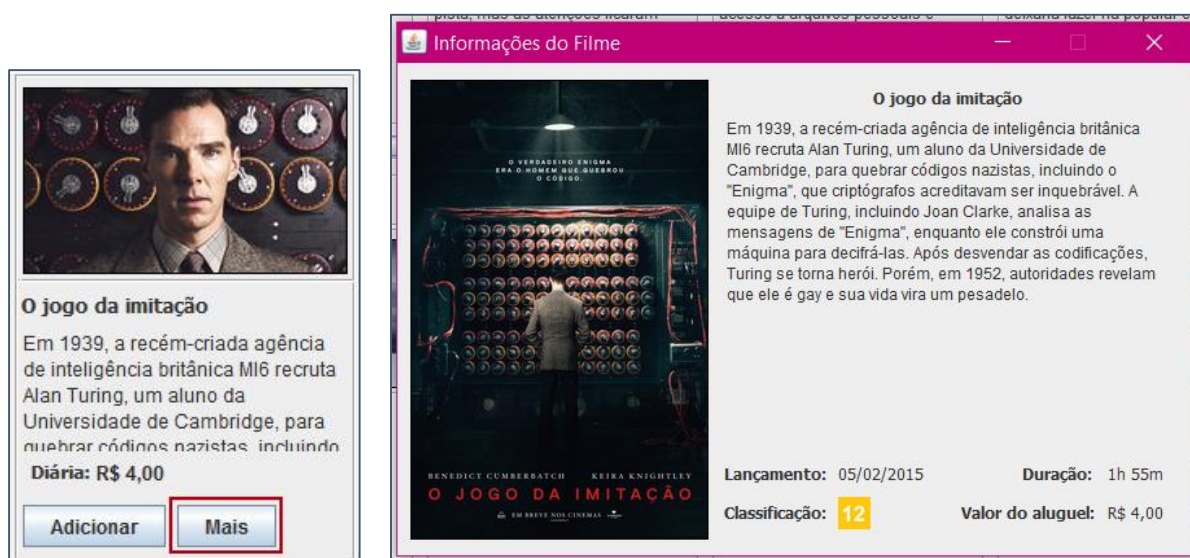 O jogo da imitação
Em 1939, a recém-criada agência
de inteligência britânica MI6 recruta
Alan Turing, um aluno da
Universidade de Cambridge, para
quebrar códigos nazistas, incluindo
Diária: R$ 4,00
Adicionar
Mais
Informações do Filme
O VERDADEIRO ENIGMA
ERA O HOMEM QUE QUEBROU
O CÓDIGO.
BENEDICT CUMBERBATCH KEIRA KNIGHTLEY
O JOGO DA IMITAÇÃO
EM BREVE NOS CINEMAS
O jogo da imitação
Em 1939, a recém-criada agência de inteligência britânica
MI6 recruta Alan Turing, um aluno da Universidade de
Cambridge, para quebrar códigos nazistas, incluindo o
"Enigma", que criptógrafos acreditavam ser inquebrável. A
equipe de Turing, incluindo Joan Clarke, analisa as
mensagens de "Enigma", enquanto ele constrói uma
máquina para decifrá-las. Após desvendar as codificações,
Turing se torna herói. Porém, em 1952, autoridades revelam
que ele é gay e sua vida vira um pesadelo.
Lançamento: 05/02/2015 Duração: 1h 55m
Classificação: 12 Valor do aluguel: R$ 4,00